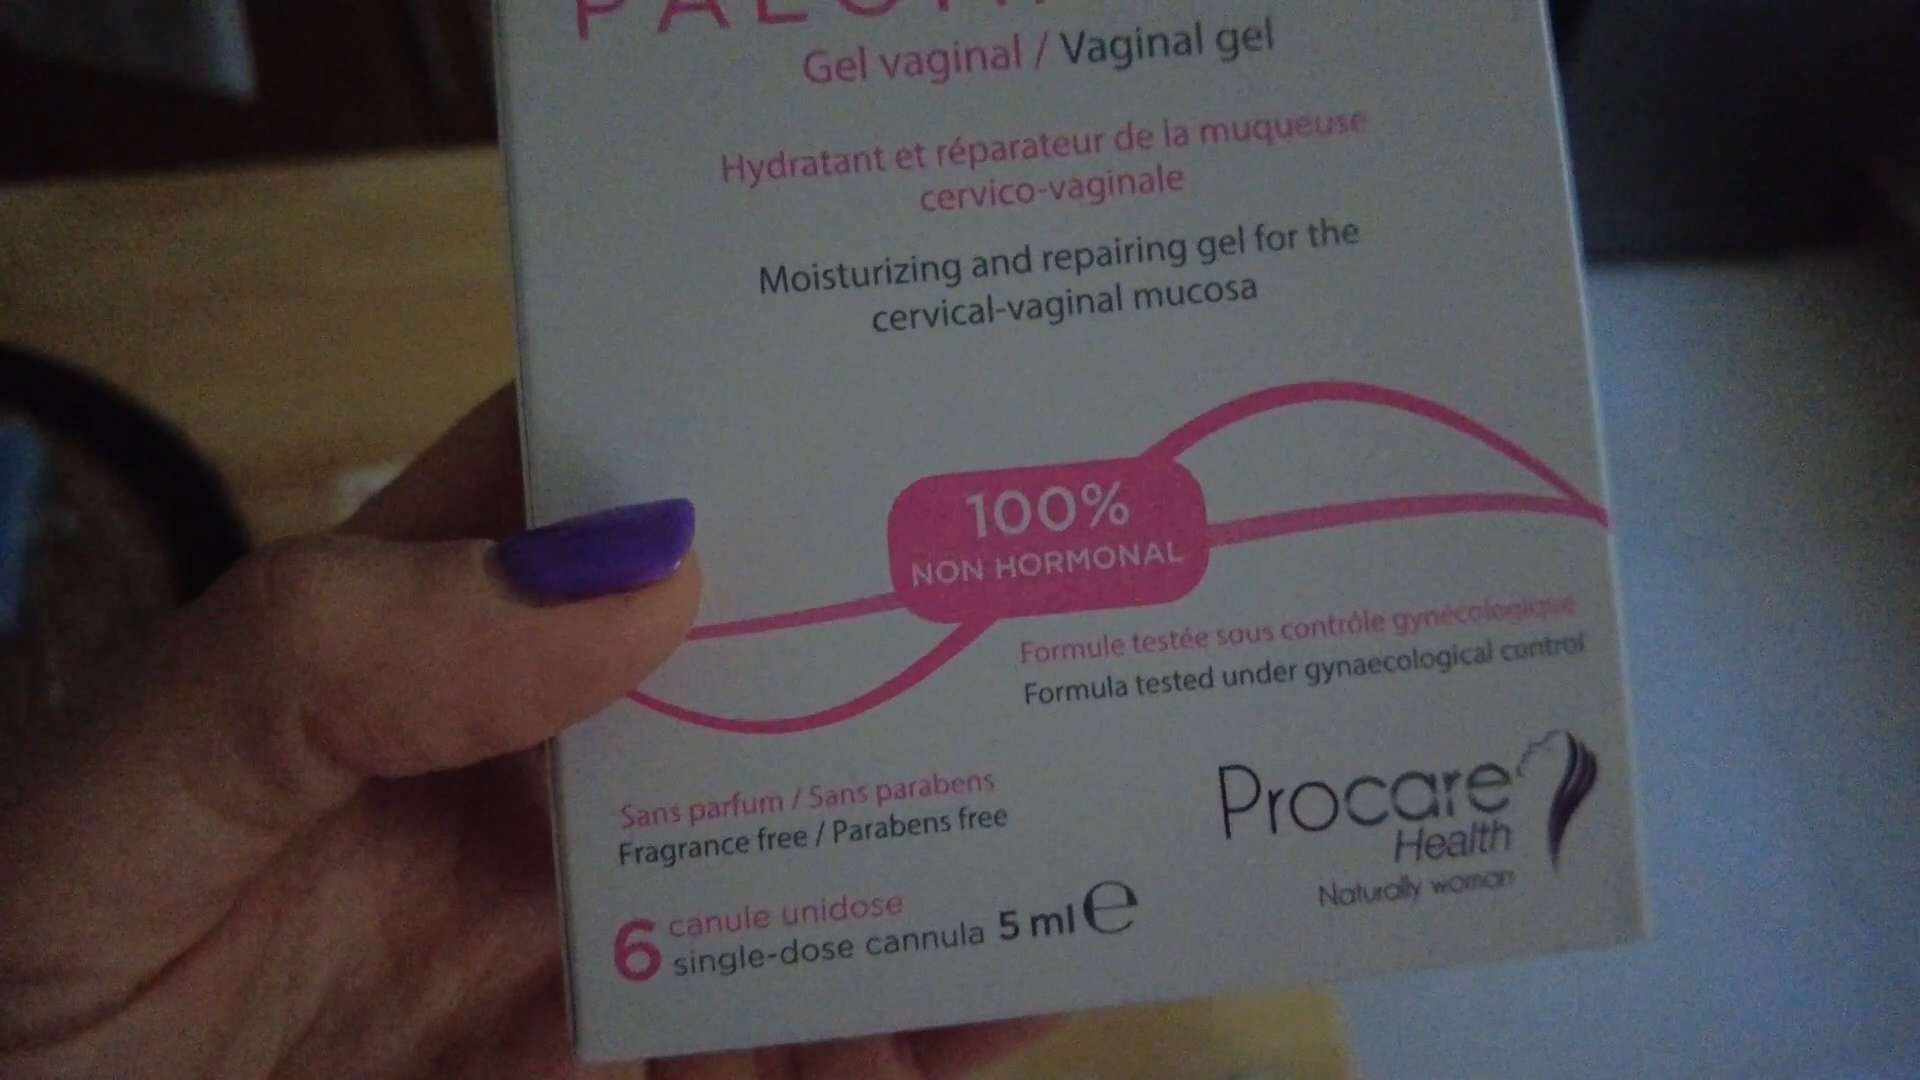 Gel vaginal / Vaginal gel
Hydratant et réparateur de la muqueuse
cervico-vaginale
Moisturizing and repairing gel for the
cervical-vaginal mucosa
100%
NON HORMONAL
Formule testée sous contrôle gynécologique
Formula tested under gynaecological control
Sans parfum / Sans parabens
Fragrance free / Parabens free
6 canule unidose
single-dose cannula 5 ml e
Procare
Health
Naturally woman